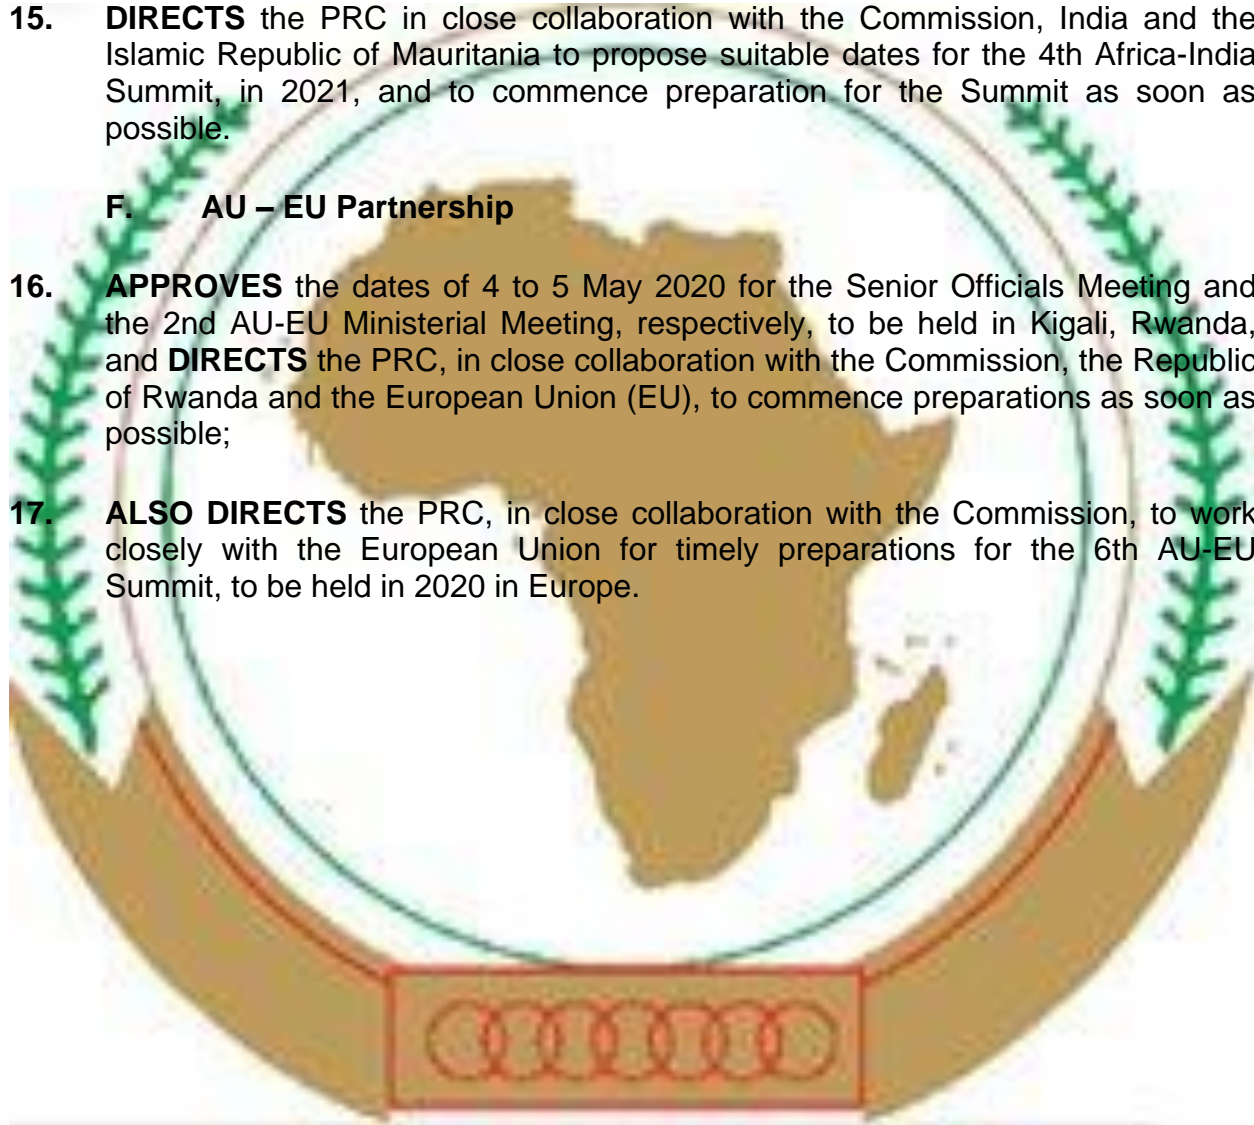 15. DIRECTS the PRC in close collaboration with the Commission, India and the
Islamic Republic of Mauritania to propose suitable dates for the 4th Africa-India
Summit, in 2021, and to commence preparation for the Summit as soon as
possible.
F. AU – EU Partnership
16. APPROVES the dates of 4 to 5 May 2020 for the Senior Officials Meeting and
the 2nd AU-EU Ministerial Meeting, respectively, to be held in Kigali, Rwanda,
and DIRECTS the PRC, in close collaboration with the Commission, the Republic
of Rwanda and the European Union (EU), to commence preparations as soon as
possible;
17. ALSO DIRECTS the PRC, in close collaboration with the Commission, to work
closely with the European Union for timely preparations for the 6th AU-EU
Summit, to be held in 2020 in Europe.